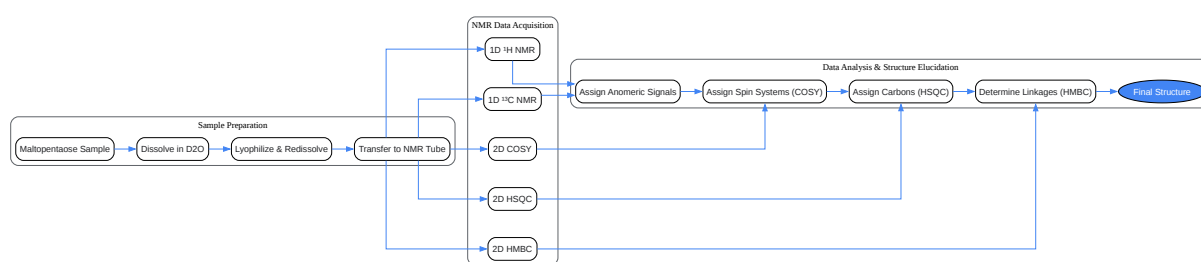 Sample Preparation
Maltopentaose Sample
Dissolve in D2O
Lyophilize & Redissolve
Transfer to NMR Tube
NMR Data Acquisition
1D ¹H NMR
1D ¹³C NMR
2D COSY
2D HSQC
2D HMBC
Data Analysis & Structure Elucidation
Assign Anomeric Signals
Assign Spin Systems (COSY)
Assign Carbons (HSQC)
Determine Linkages (HMBC)
Final Structure